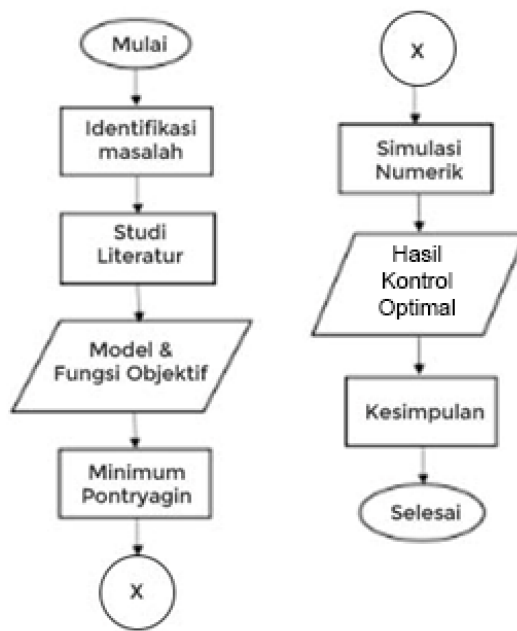 Mulai
Identifikasi
masalah
Studi
Literatur
Model &
Fungsi Objektif
Minimum
Pontryagin
X
X
Simulasi
Numerik
Hasil
Kontrol
Optimal
Kesimpulan
Selesai